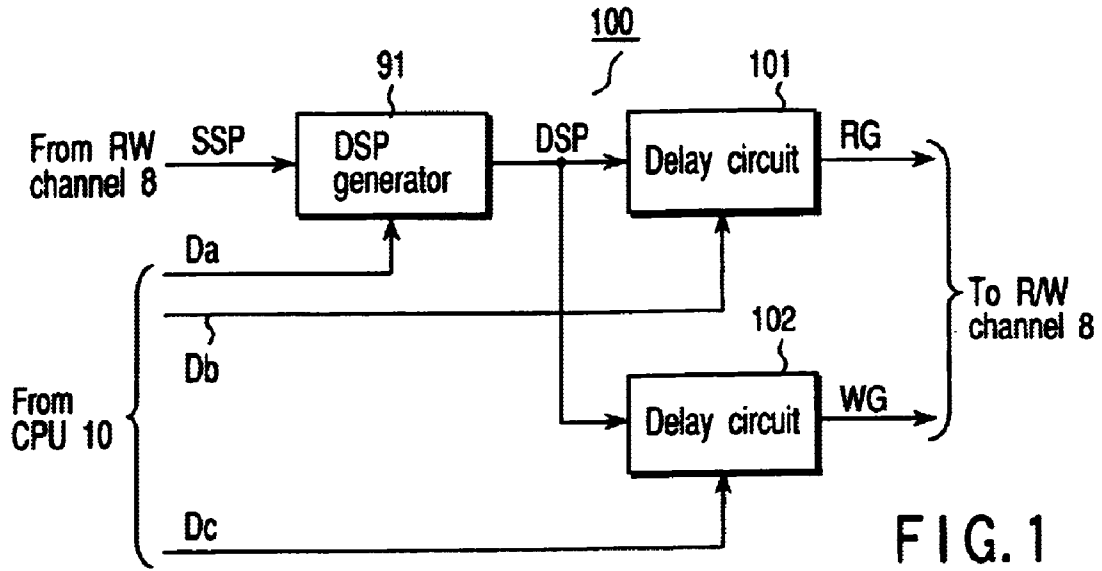 100
91
101
From RW
channel 8
SSP
DSP
generator
DSP
Delay circuit
RG
Da
Db
To R/W
channel 8
102
From
CPU 10
Delay circuit
WG
Dc
FIG. 1